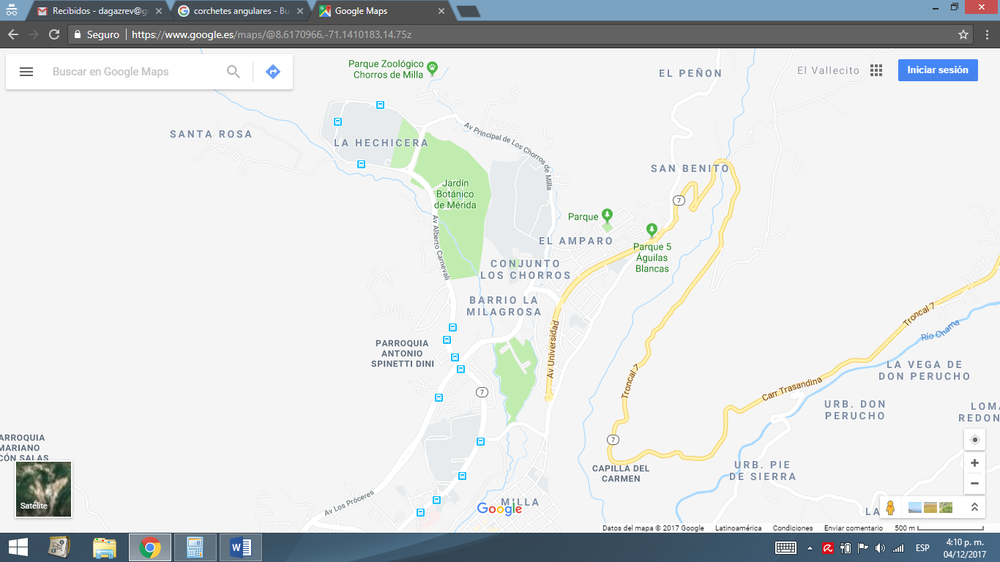 Recibidos - dagazrev@g
corchetes angulares - Bu
Google Maps
Seguro
https://www.google.es/maps/@8.6170966,-71.1410183,14.75z
Buscar en Google Maps
Parque Zoológico
Chorros de Milla
EL PEÑON
El Vallecito
Iniciar sesión
SANTA ROSA
LA HECHICERA
Av Principal de Los Chorros de Milla
SAN BENITO
Jardín
Botánico
de Mérida
7
Parque
Av Alberto Carnevali
EL AMPARO
Parque 5
Águilas
Blancas
CONJUNTO
LOS CHORROS
BARRIO LA
MILAGROSA
Av Universidad
Troncal 7
Río Chama
PARROQUIA
ANTONIO
SPINETTI DINI
LA VEGA DE
DON PERUCHO
Troncal 7
Carr Trasandina
7
URB. DON
PERUCHO
LOMA
REDON
ARROQUIA
MARIANO
CÓN SALAS
7
CAPILLA DEL
CARMEN
URB. PIE
DE SIERRA
Av Los Próceres
MILLA
LA
Satélite
Google
Datos del mapa © 2017 Google
Latinoamérica
Condiciones
Enviar comentario
500 m
ESP
4:10 p. m.
04/12/2017